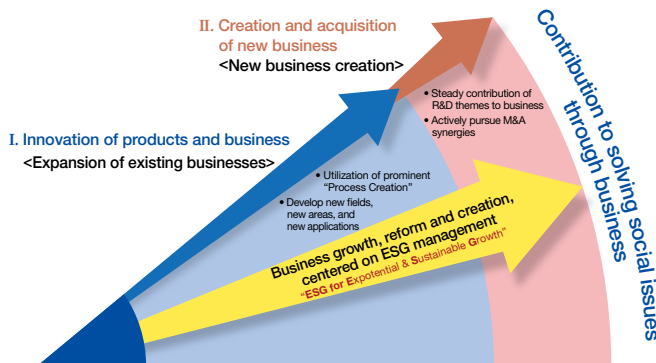 II. Creation and acquisition
of new business
<New business creation>
• Steady contribution of
R&D themes to business
• Actively pursue M&A
synergies
I. Innovation of products and business
<Expansion of existing businesses>
• Utilization of prominent
“Process Creation”
• Develop new fields,
new areas, and
new applications
Business growth, reform and creation,
centered on ESG management
“ESG for Expotential & Sustainable Growth”
Contribution to solving social issues
through business